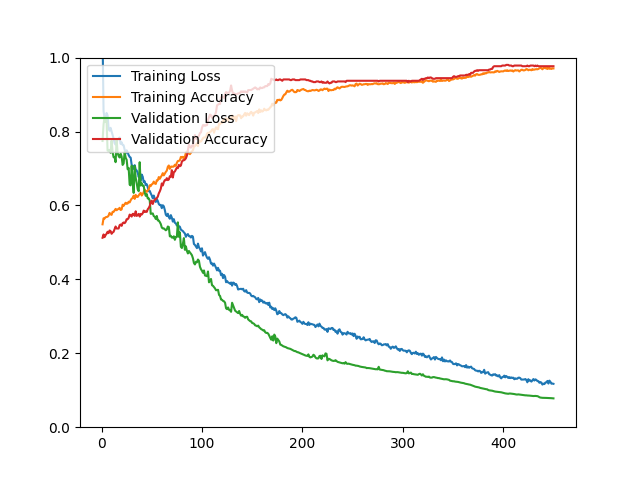 1.0
0.8
0.6
0.4
0.2
0.0
Training Loss
Training Accuracy
Validation Loss
Validation Accuracy
0 100 200 300 400